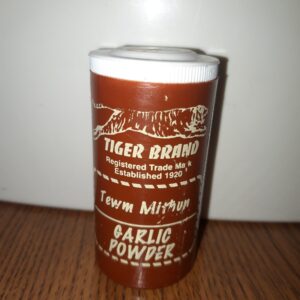 TIGER BRAND
Registered Trade Mark
Established 1920
Tewm Mithun
GARLIC
POWDER